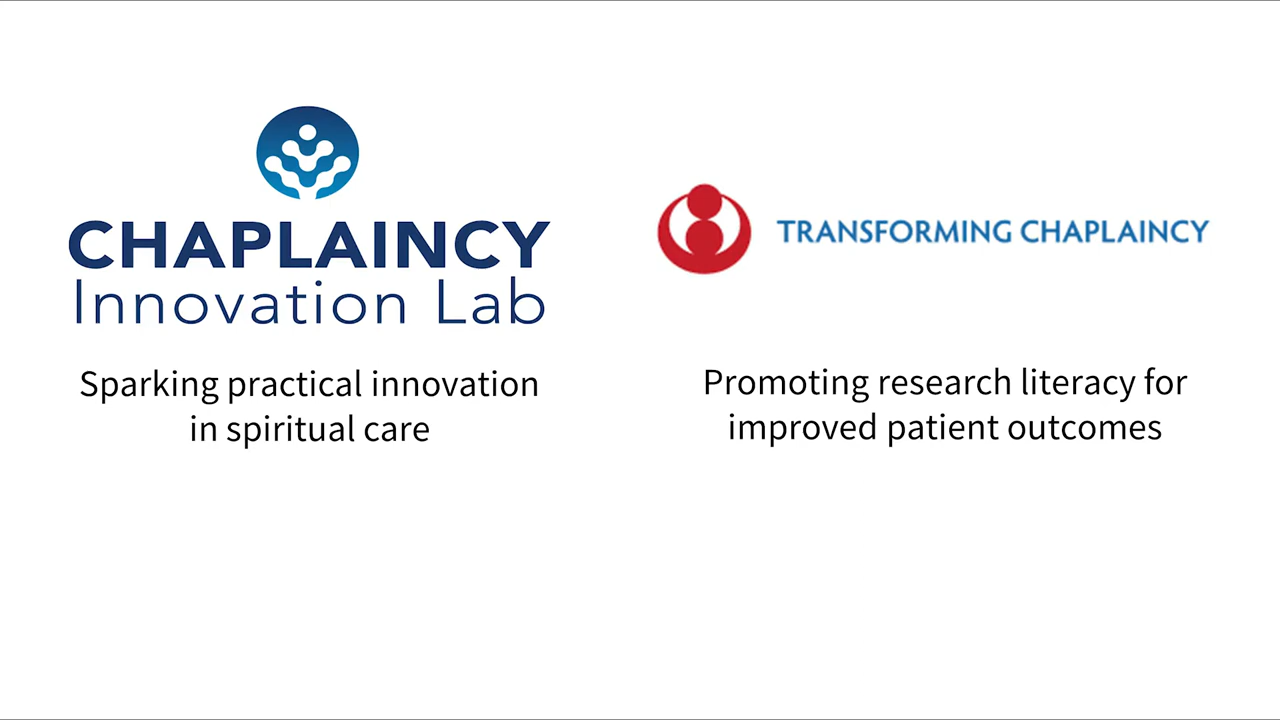 CHAPLAINCY
Innovation Lab
Sparking practical innovation
in spiritual care
TRANSFORMING CHAPLAINCY
Promoting research literacy for
improved patient outcomes